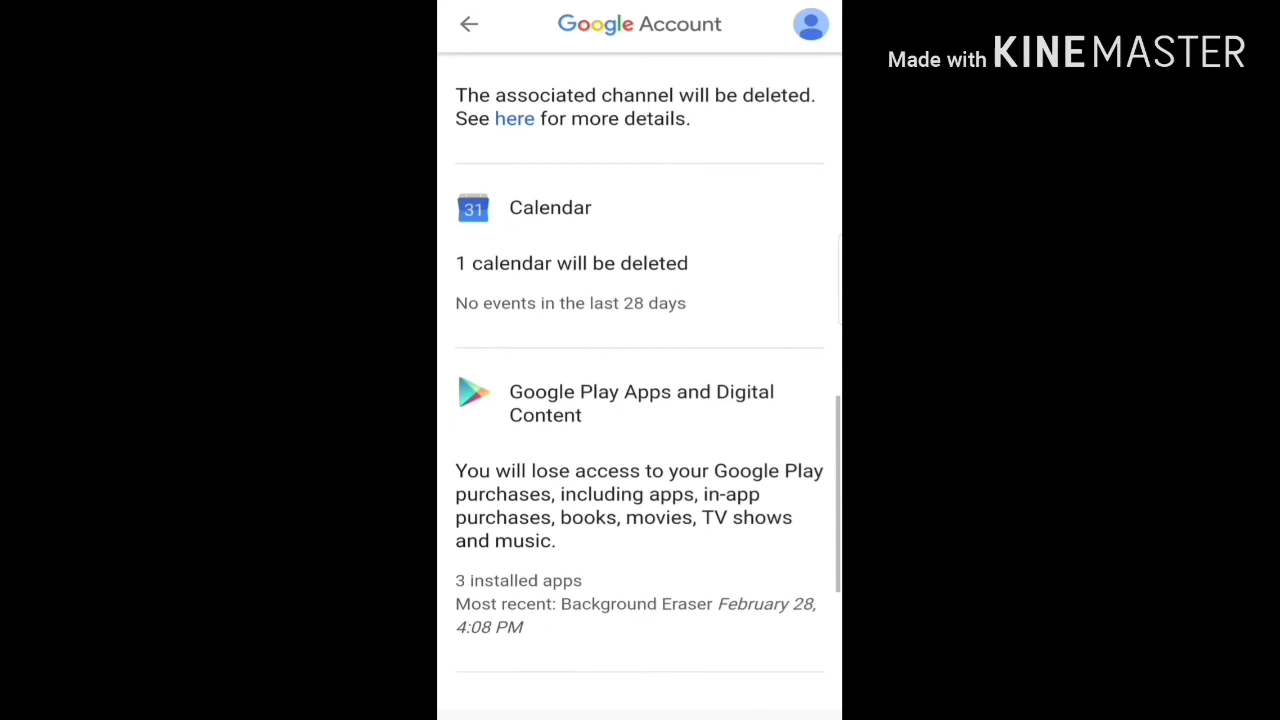 Google Account
Made with KINEMASTER
The associated channel will be deleted.
See here for more details.
31
Calendar
1 calendar will be deleted
No events in the last 28 days
Google Play Apps and Digital
Content
You will lose access to your Google Play
purchases, including apps, in-app
purchases, books, movies, TV shows
and music.
3 installed apps
Most recent: Background Eraser February 28,
4:08 PM